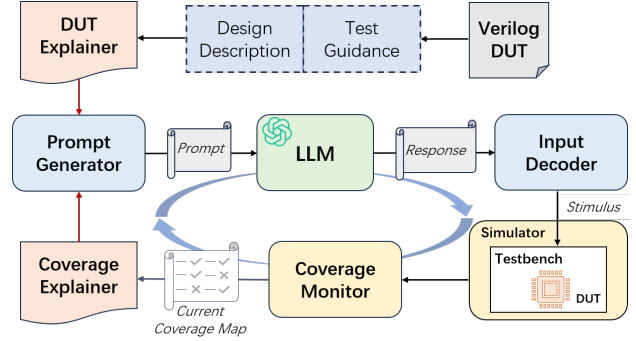 DUT
Explainer
Design
Description
Test
Guidance
Verilog
DUT
Prompt
Generator
Prompt
LLM
Response
Input
Decoder
Stimulus
Simulator
Testbench
DUT
Coverage
Explainer
Current
Coverage Map
Coverage
Monitor